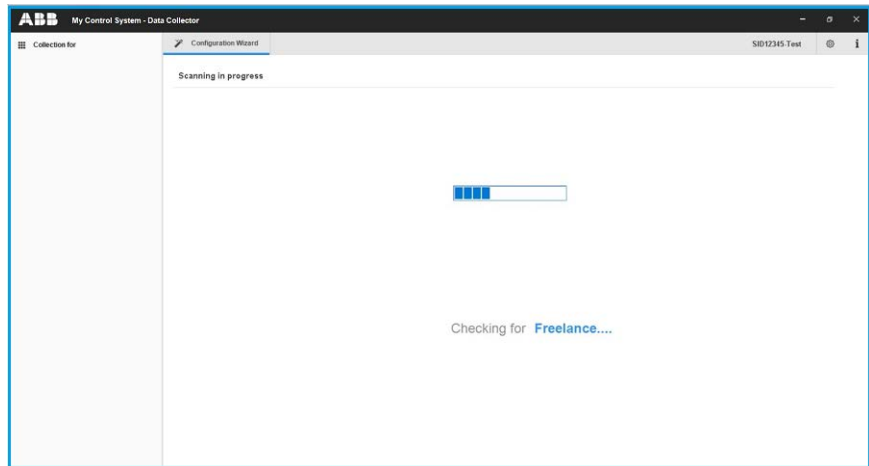 ABB My Control System - Data Collector
Collection for
Configuration Wizard
SID12345-Test
Scanning in progress
Checking for Freelance....